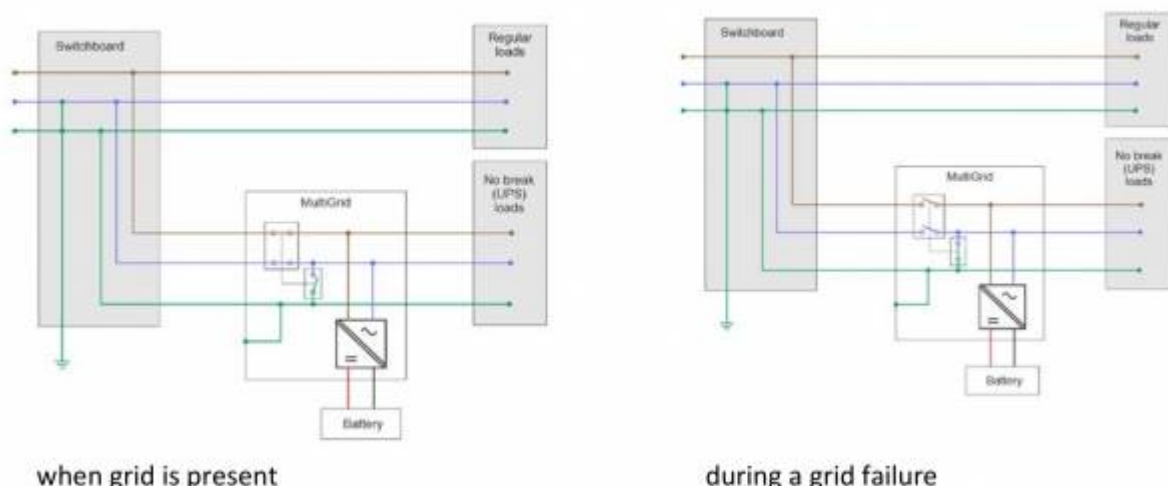 Switchboard
Regular
loads
No break
(UPS)
loads
MultiGrid
Battery
when grid is present
Switchboard
Regular
loads
No break
(UPS)
loads
MultiGrid
Battery
during a grid failure